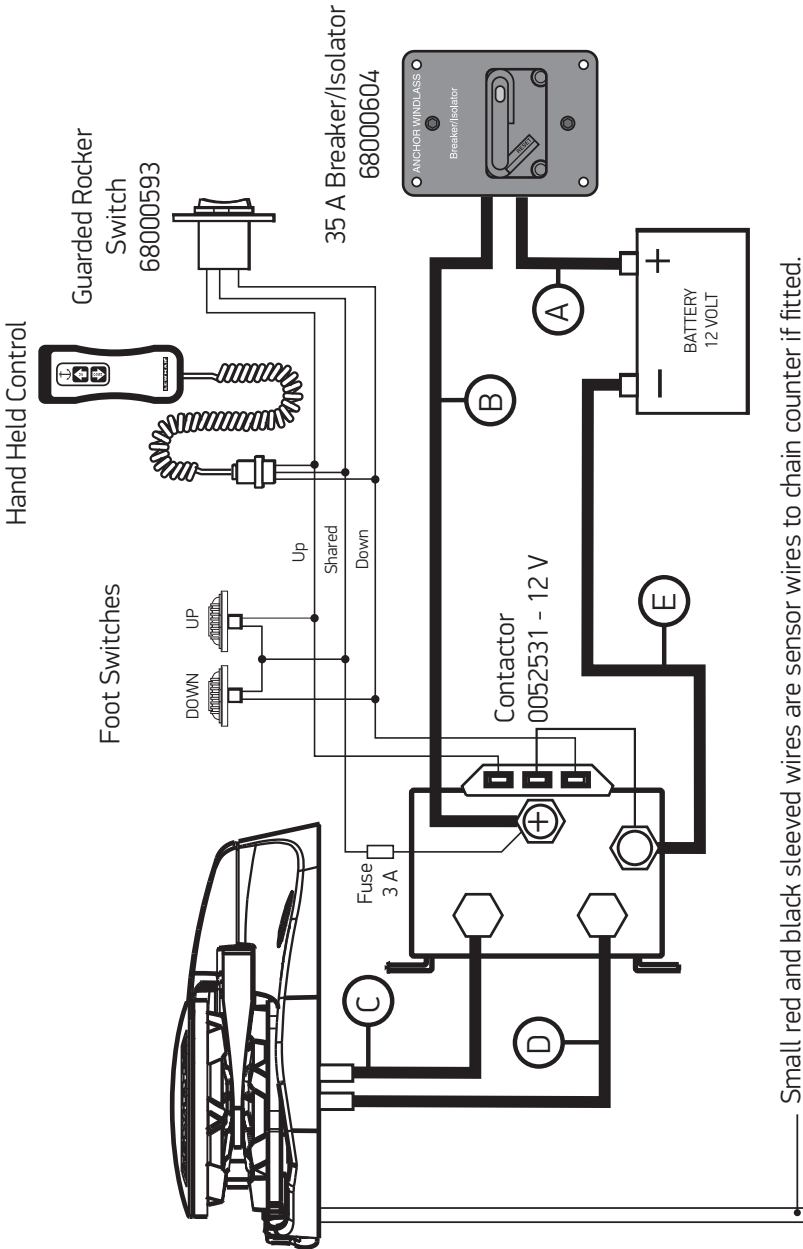 Hand Held Control
Guarded Rocker
Switch
68000593
35 A Breaker/Isolator
68000604
ANCHOR WINDLASS
Breaker/Isolator
RESET
Foot Switches
DOWN
UP
Up
Shared
Down
Fuse
3 A
Contactor
0052531 - 12 V
A
B
C
D
E
+
+
−
BATTERY
12 VOLT
Small red and black sleeved wires are sensor wires to chain counter if fitted.